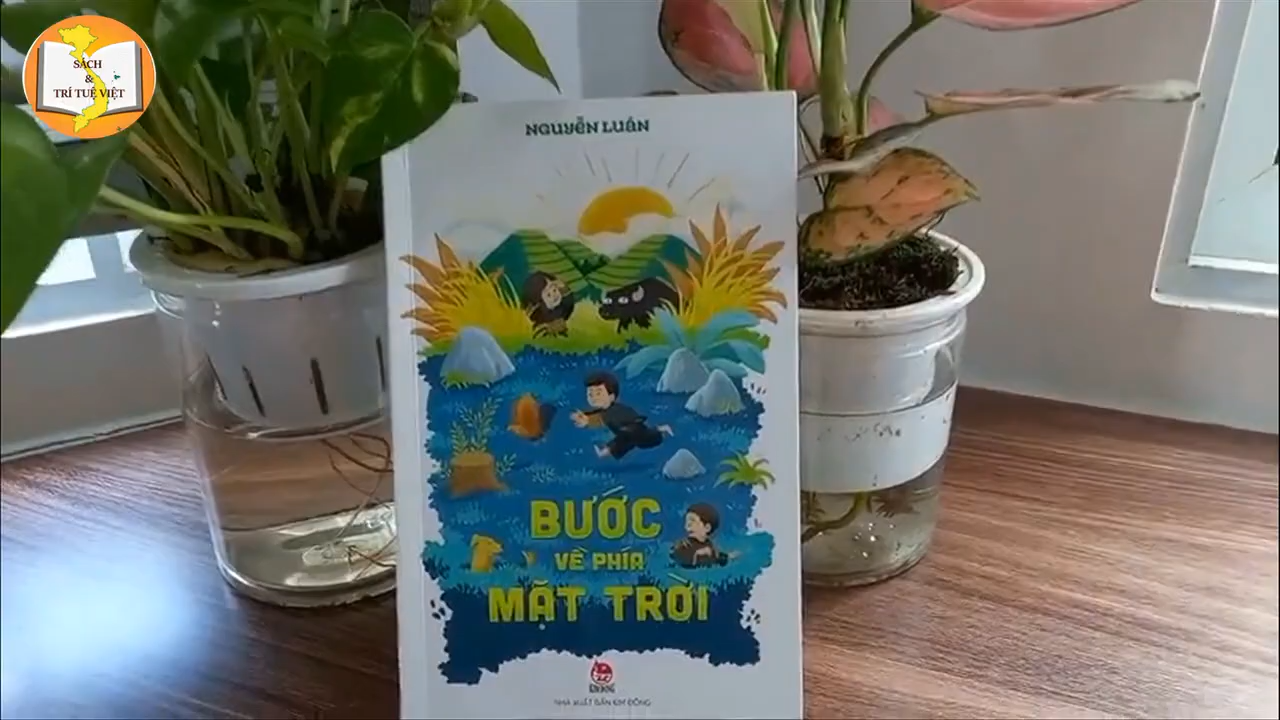 SÁCH
&
TRÍ TUỆ VIỆT
NGUYỄN LUÂN
BƯỚC
VỀ PHÍA
MẶT TRỜI
NHÀ XUẤT BẢN KIM ĐỒNG